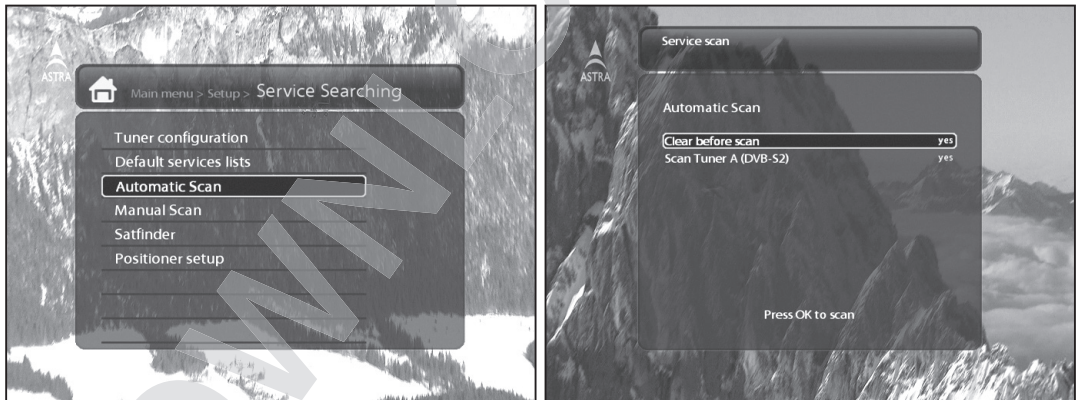 ASTRA
Main menu > Setup > Service Searching
Tuner configuration
Default services lists
Automatic Scan
Manual Scan
Satfinder
Positioner setup
ASTRA
Service scan
Automatic Scan
Clear before scan yes
Scan Tuner A (DVB-S2) yes
Press OK to scan